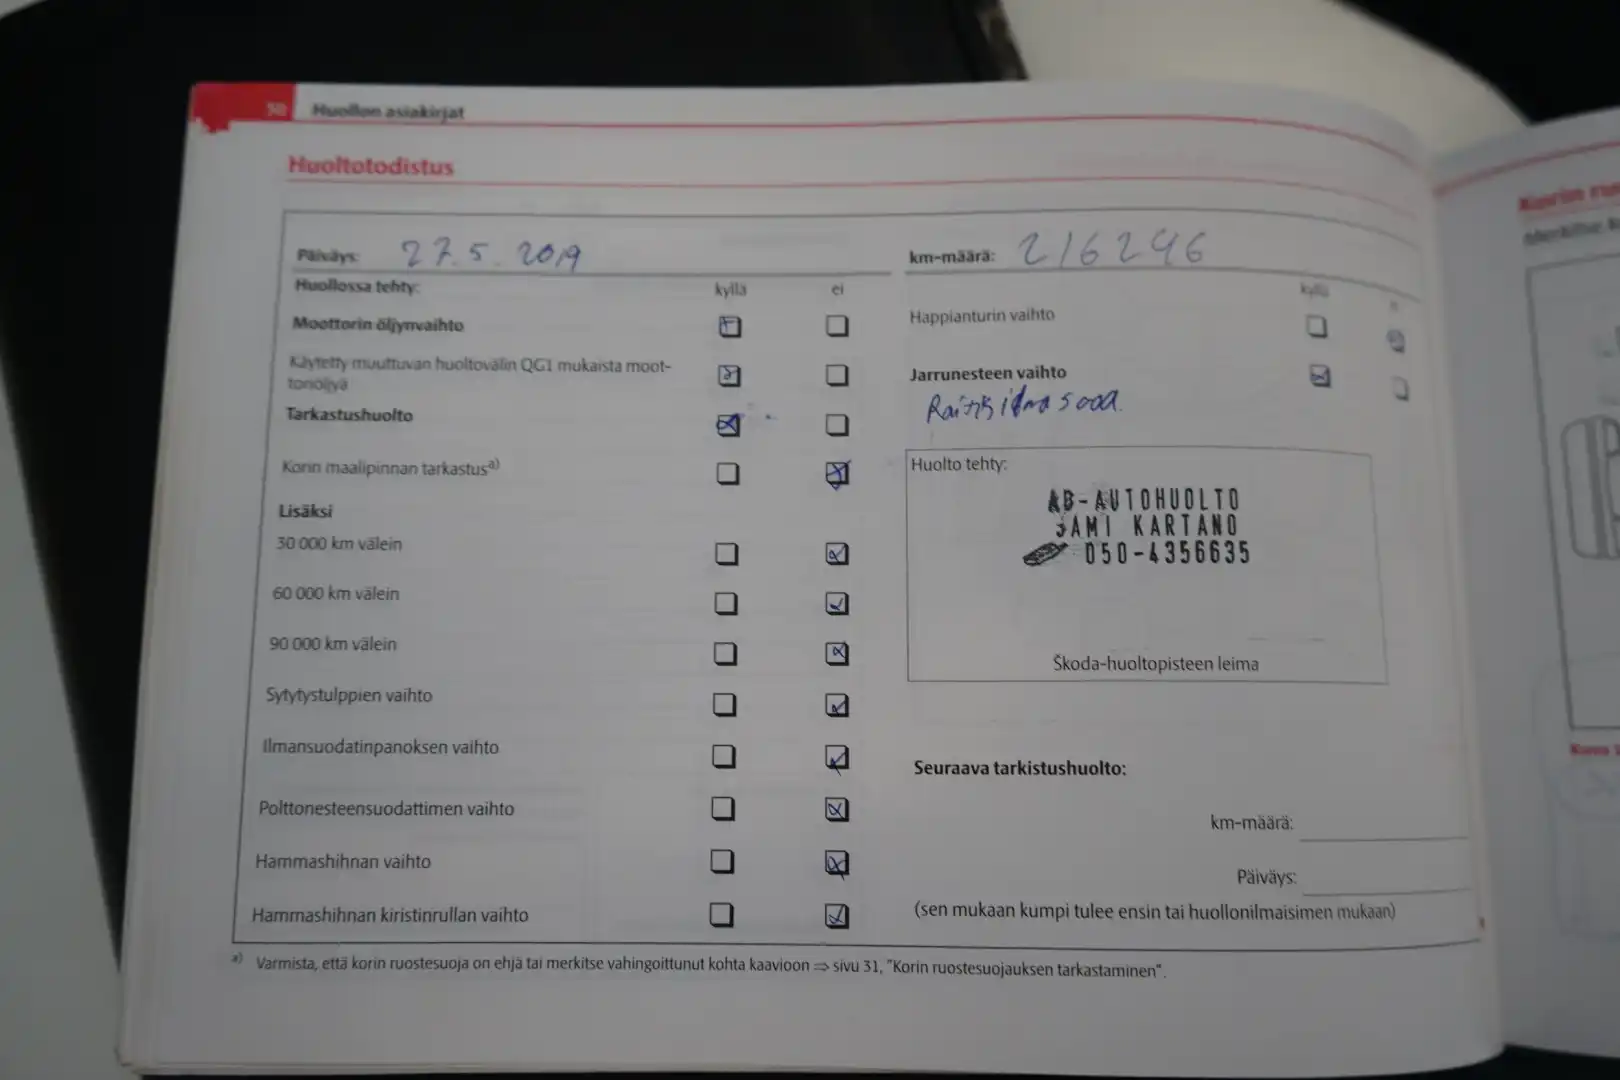 50 Huollon asiakirjat
Huoltotodistus
Päiväys: 27.5.2019
km-määrä: 216296
Huollossa tehty: kyllä ei
Moottorin öljynvaihto
Käytetty muuttuvan huoltovälin QG1 mukaista moot-
toriöljyä
Tarkastushuolto
Korin maalipinnan tarkastus a)
Lisäksi
30 000 km välein
60 000 km välein
90 000 km välein
Sytytystulppien vaihto
Ilmansuodatinpanoksen vaihto
Polttonesteensuodattimen vaihto
Hammashihnan vaihto
Hammashihnan kiristinrullan vaihto
kyllä
Happianturin vaihto
Jarrunesteen vaihto
Huolto tehty:
AB-AUTOHUOLTO
SAMI KARTANO
050-4356635
Škoda-huoltopisteen leima
Seuraava tarkistushuolto:
km-määrä:
Päiväys:
(sen mukaan kumpi tulee ensin tai huollonilmaisimen mukaan)
a) Varmista, että korin ruostesuoja on ehjä tai merkitse vahingoittunut kohta kaavioon ⇒ sivu 31, "Korin ruostesuojauksen tarkastaminen".